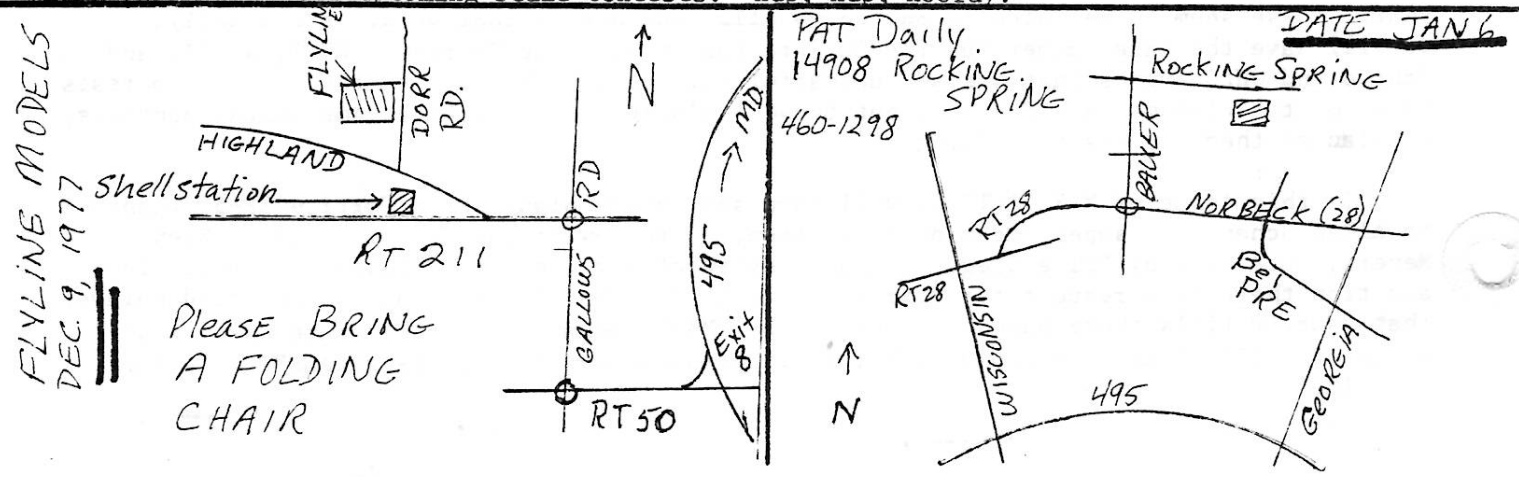 FLYLINE MODELS
DEC. 9, 1977
FLYLINE
DORR
RD.
N
HIGHLAND
Shell station
RT 211
GALLOWS RD
495
→ MD.
Exit
8
RT 50
Please BRING
A FOLDING
CHAIR
PAT Daily
14908 ROCKING
SPRING
460-1298
DATE JAN 6
ROCKING SPRING
BAUER
RT 28
NORBECK (28)
RT 28
Bel
PRE
WISCONSIN
GEORGIA
495
N